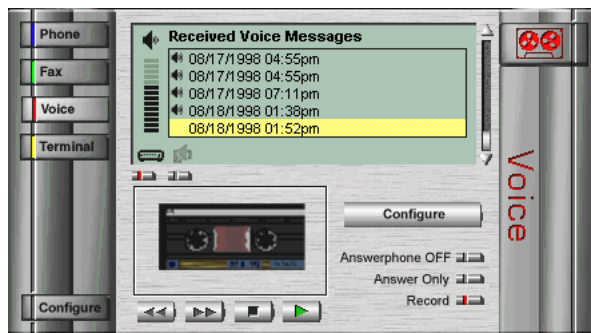 Phone
Fax
Voice
Terminal
Configure
Received Voice Messages
08/17/1998 04:55pm
08/17/1998 04:55pm
08/17/1998 07:11pm
08/18/1998 01:38pm
08/18/1998 01:52pm
Configure
Answerphone OFF
Answer Only
Record
Voice